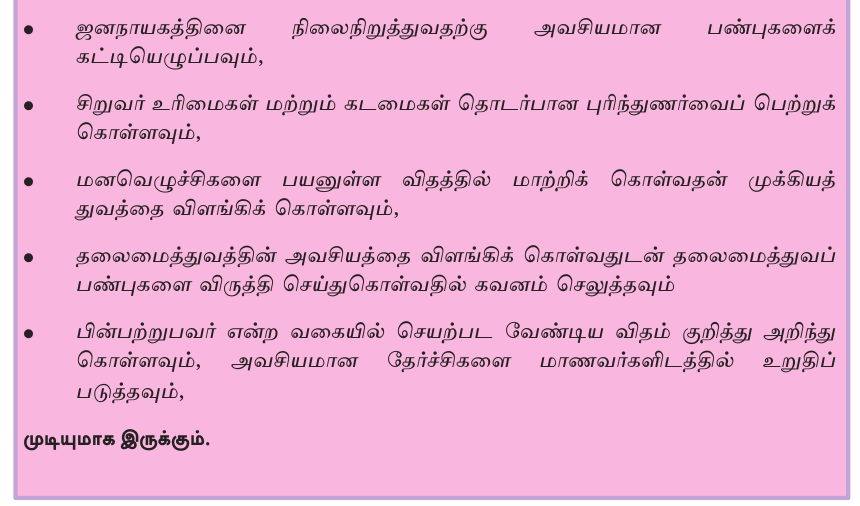 ● ஜனநாயகத்தினை நிலைநிறுத்துவதற்கு அவசியமான பண்புகளைக்
கட்டியெழுப்பவும்,
● சிறுவர் உரிமைகள் மற்றும் கடமைகள் தொடர்பான புரிந்துணர்வைப் பெற்றுக்
கொள்ளவும்,
● மனவெழுச்சிகளை பயனுள்ள விதத்தில் மாற்றிக் கொள்வதன் முக்கியத்
துவத்தை விளங்கிக் கொள்ளவும்,
● தலைமைத்துவத்தின் அவசியத்தை விளங்கிக் கொள்வதுடன் தலைமைத்துவப்
பண்புகளை விருத்தி செய்துகொள்வதில் கவனம் செலுத்தவும்
● பின்பற்றுபவர் என்ற வகையில் செயற்பட வேண்டிய விதம் குறித்து அறிந்து
கொள்ளவும், அவசியமான தேர்ச்சிகளை மாணவர்களிடத்தில் உறுதிப்
படுத்தவும்,
முடியுமாக இருக்கும்.